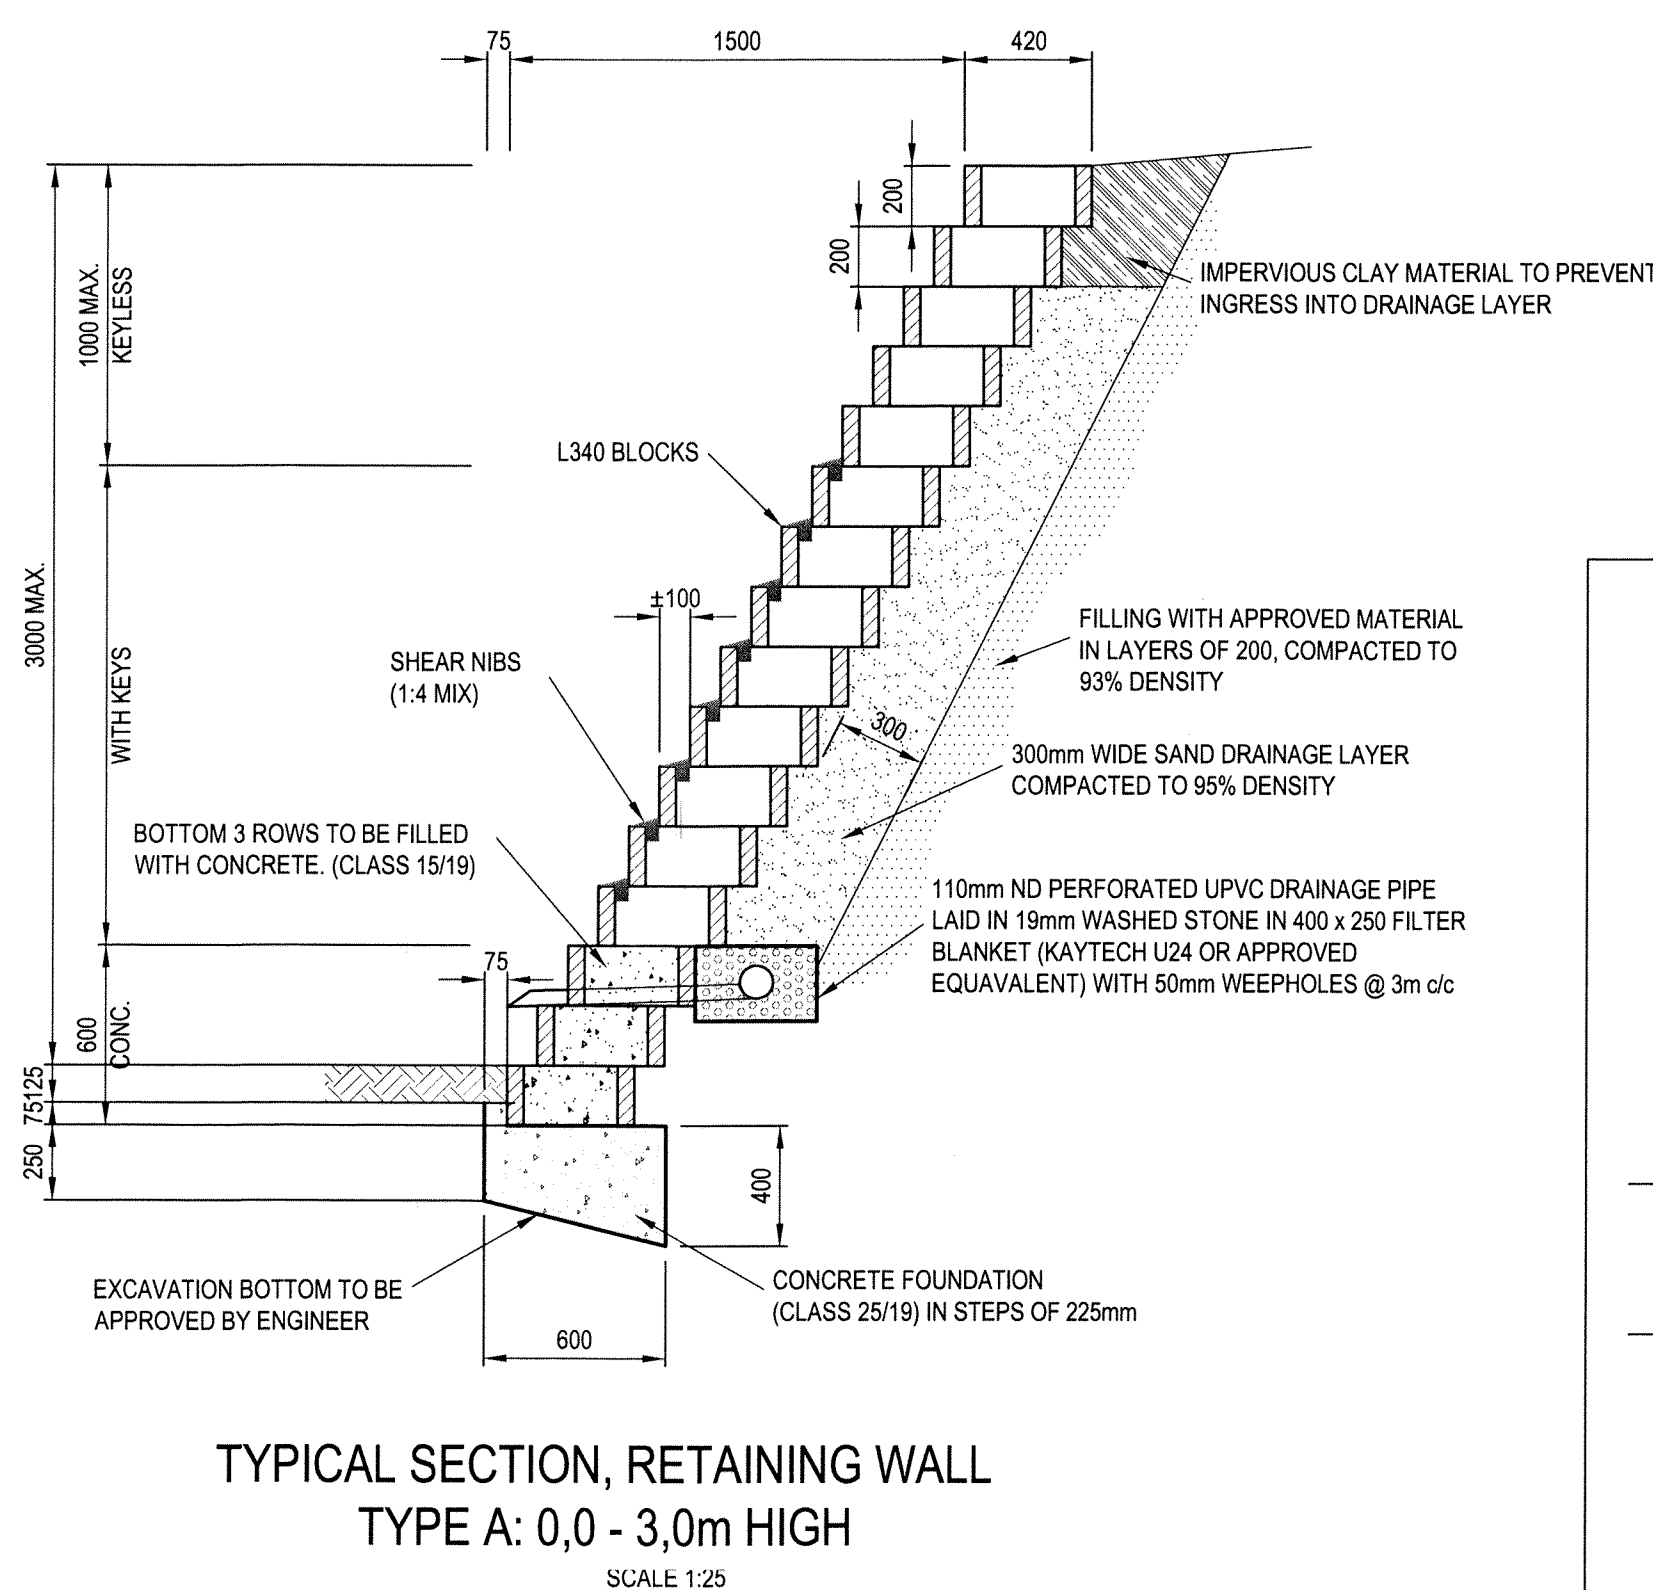 75
1500
420
200
200
1000 MAX.
KEYLESS
3000 MAX.
WITH KEYS
600
CONC.
75
125
75
250
±100
300
400
600
IMPERVIOUS CLAY MATERIAL TO PREVENT
INGRESS INTO DRAINAGE LAYER
L340 BLOCKS
FILLING WITH APPROVED MATERIAL
IN LAYERS OF 200, COMPACTED TO
93% DENSITY
SHEAR NIBS
(1:4 MIX)
300mm WIDE SAND DRAINAGE LAYER
COMPACTED TO 95% DENSITY
BOTTOM 3 ROWS TO BE FILLED
WITH CONCRETE. (CLASS 15/19)
110mm ND PERFORATED UPVC DRAINAGE PIPE
LAID IN 19mm WASHED STONE IN 400 x 250 FILTER
BLANKET (KAYTECH U24 OR APPROVED
EQUAVALENT) WITH 50mm WEEPHOLES @ 3m c/c
EXCAVATION BOTTOM TO BE
APPROVED BY ENGINEER
CONCRETE FOUNDATION
(CLASS 25/19) IN STEPS OF 225mm
TYPICAL SECTION, RETAINING WALL
TYPE A: 0,0 - 3,0m HIGH
SCALE 1:25